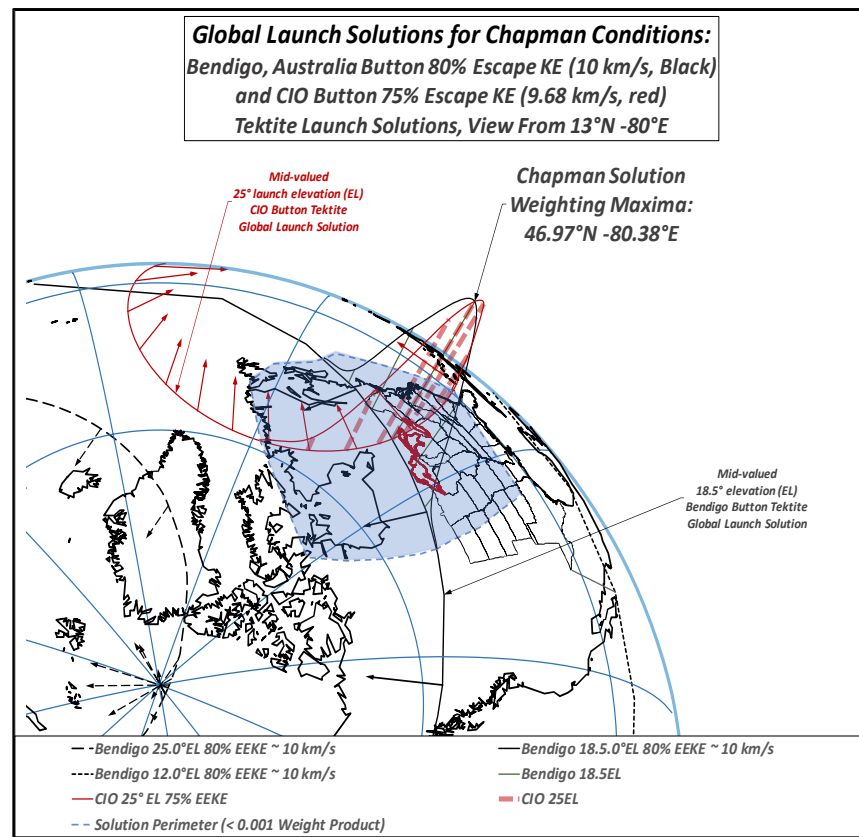 Global Launch Solutions for Chapman Conditions:
Bendigo, Australia Button 80% Escape KE (10 km/s, Black)
and CIO Button 75% Escape KE (9.68 km/s, red)
Tektite Launch Solutions, View From 13°N -80°E
Mid-valued
25° launch elevation (EL)
CIO Button Tektite
Global Launch Solution
Chapman Solution
Weighting Maxima:
46.97°N -80.38°E
Mid-valued
18.5° elevation (EL)
Bendigo Button Tektite
Global Launch Solution
Bendigo 25.0°EL 80% EEKE ~ 10 km/s
Bendigo 18.5.0°EL 80% EEKE ~ 10 km/s
Bendigo 12.0°EL 80% EEKE ~ 10 km/s
Bendigo 18.5EL
CIO 25° EL 75% EEKE
CIO 25EL
Solution Perimeter (< 0.001 Weight Product)